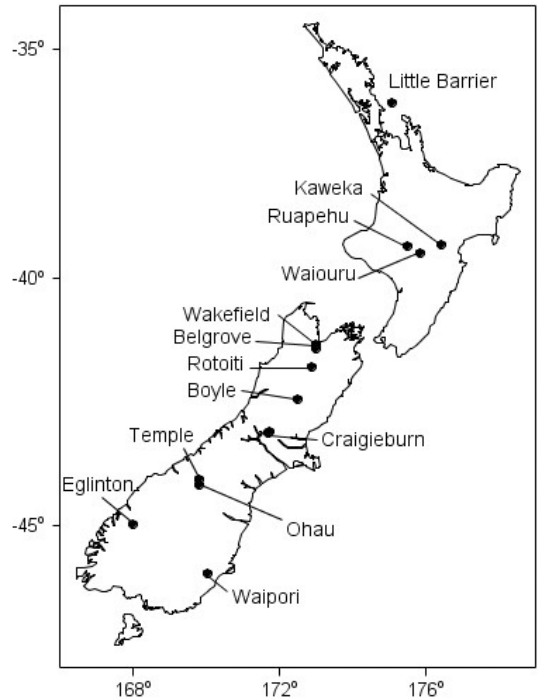 -35º
Little Barrier
Kaweka
Ruapehu
Waiouru
-40º
Wakefield
Belgrove
Rotoiti
Boyle
Temple
Craigieburn
Eglinton
-45º
Ohau
Waipori
168º 172º 176º